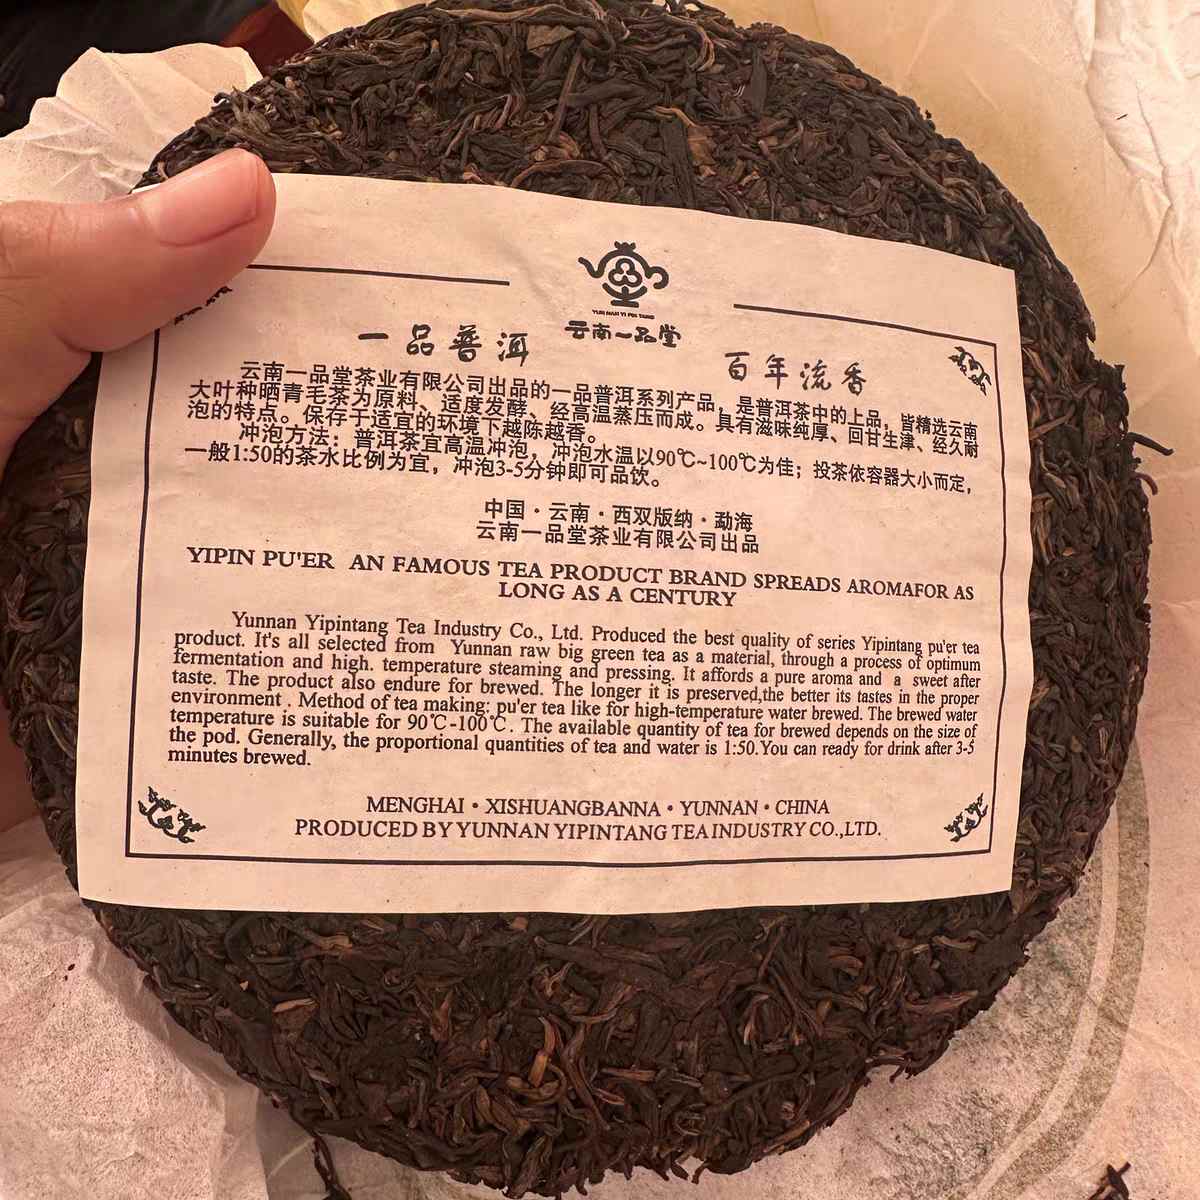 YUN NAN YI PIN TANG
云南一品堂
一品普洱 百年流香
云南一品堂茶业有限公司出品的一品普洱系列产品，是普洱茶中的上品，皆精选云南
大叶种晒青毛茶为原料、适度发酵、经高温蒸压而成。具有滋味纯厚、回甘生津、经久耐
泡的特点。保存于适宜的环境下越陈越香。
冲泡方法：普洱茶宜高温冲泡，冲泡水温以90℃~100℃为佳；投茶依容器大小而定，
一般1:50的茶水比例为宜，冲泡3-5分钟即可品饮。
中国·云南·西双版纳·勐海
云南一品堂茶业有限公司出品
YIPIN PU'ER AN FAMOUS TEA PRODUCT BRAND SPREADS AROMAFOR AS
LONG AS A CENTURY
Yunnan Yipintang Tea Industry Co., Ltd. Produced the best quality of series Yipintang pu'er tea
product. It's all selected from Yunnan raw big green tea as a material, through a process of optimum
fermentation and high. temperature steaming and pressing. It affords a pure aroma and a sweet after
taste. The product also endure for brewed. The longer it is preserved,the better its tastes in the proper
environment . Method of tea making: pu'er tea like for high-temperature water brewed. The brewed water
temperature is suitable for 90℃-100℃. The available quantity of tea for brewed depends on the size of
the pod. Generally, the proportional quantities of tea and water is 1:50.You can ready for drink after 3-5
minutes brewed.
MENGHAI · XISHUANGBANNA · YUNNAN · CHINA
PRODUCED BY YUNNAN YIPINTANG TEA INDUSTRY CO.,LTD.